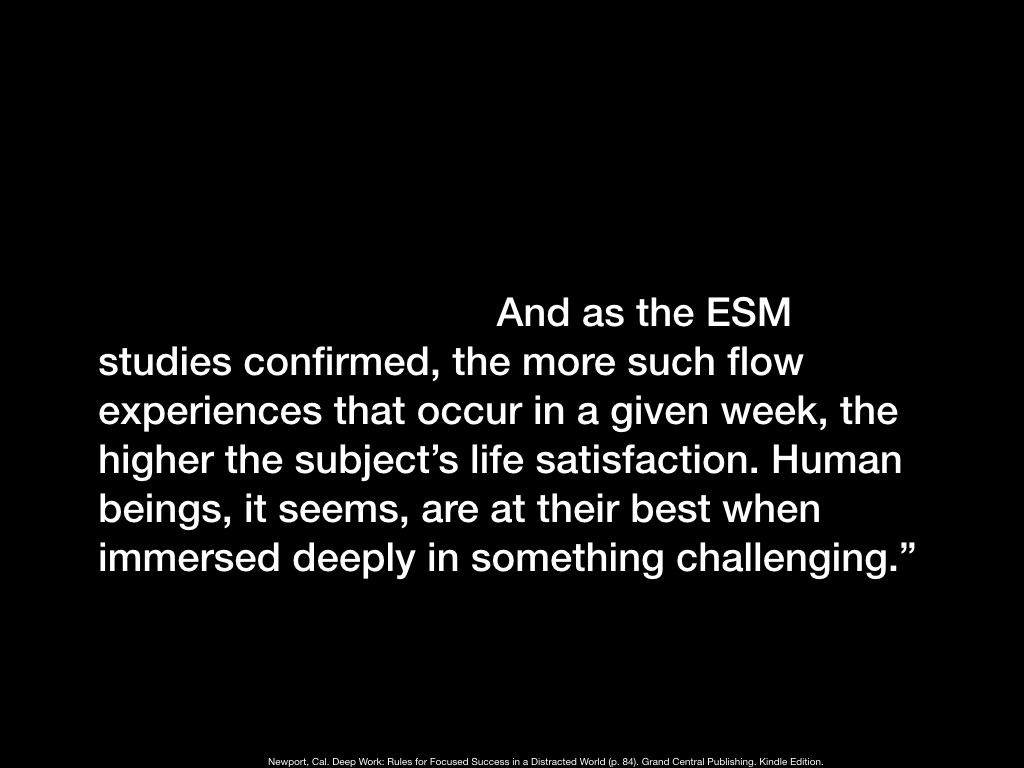 And as the ESM
studies confirmed, the more such flow
experiences that occur in a given week, the
higher the subject’s life satisfaction. Human
beings, it seems, are at their best when
immersed deeply in something challenging.”
Newport, Cal. Deep Work: Rules for Focused Success in a Distracted World (p. 84). Grand Central Publishing. Kindle Edition.